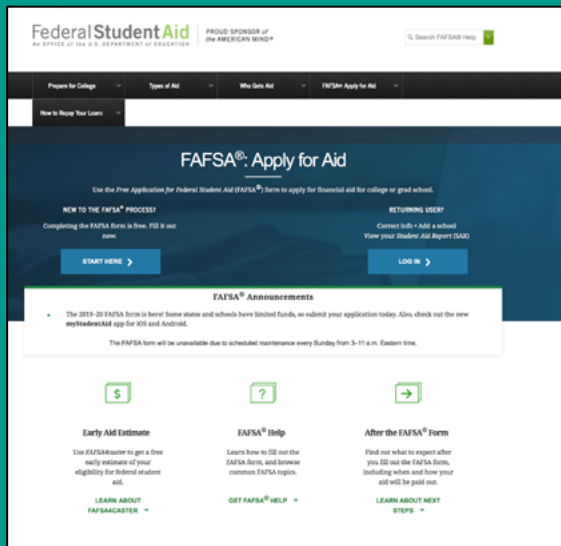 Federal Student Aid
An OFFICE of the U.S. DEPARTMENT of EDUCATION
PROUD SPONSOR of
the AMERICAN MIND®
Search FAFSA® Help
Prepare for College
Types of Aid
Who Gets Aid
FAFSA®: Apply for Aid
How to Repay Your Loans
FAFSA®: Apply for Aid
Use the Free Application for Federal Student Aid (FAFSA®) form to apply for financial aid for college or grad school.
NEW TO THE FAFSA® PROCESS?
Completing the FAFSA form is free. Fill it out
now.
START HERE
RETURNING USER?
Correct info • Add a school
View your Student Aid Report (SAR)
LOG IN
FAFSA® Announcements
The 2019–20 FAFSA form is here! Some states and schools have limited funds, so submit your application today. Also, check out the new
myStudentAid app for iOS and Android.
The FAFSA form will be unavailable due to scheduled maintenance every Sunday from 3–11 a.m. Eastern time.
$
Early Aid Estimate
Use FAFSA4caster to get a free
early estimate of your
eligibility for federal student
aid.
LEARN ABOUT
FAFSA4CASTER →
?
FAFSA® Help
Learn how to fill out the
FAFSA form, and browse
common FAFSA topics.
GET FAFSA® HELP →
After the FAFSA® Form
Find out what to expect after
you fill out the FAFSA form,
including when and how your
aid will be paid out.
LEARN ABOUT NEXT
STEPS →